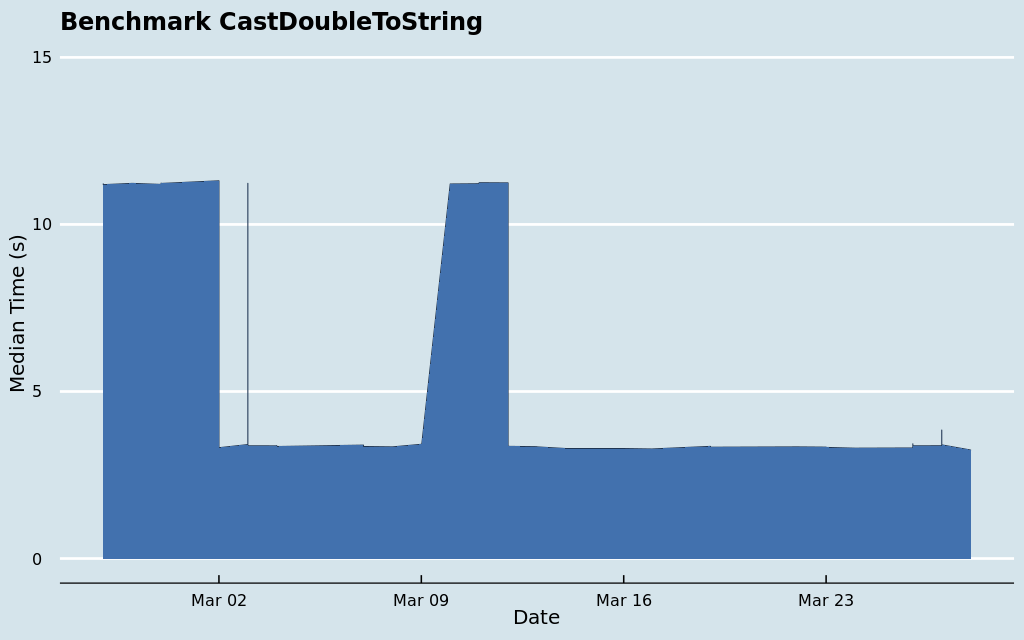 Benchmark CastDoubleToString
15
10
5
0
Median Time (s)
Mar 02
Mar 09
Mar 16
Mar 23
Date